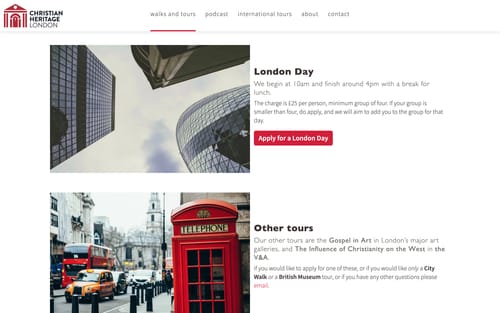 CHRISTIAN
HERITAGE
LONDON
walks and tours
podcast
international tours
about
contact
London Day
We begin at 10am and finish around 4pm with a break for
lunch.
The charge is £25 per person, minimum group of four. If your group is
smaller than four, do apply, and we will aim to add you to the group for that
day.
Apply for a London Day
TELEPHONE
Other tours
Our other tours are the Gospel in Art in London's major art
galleries, and The Influence of Christianity on the West in the
V&A.
If you would like to apply for one of these, or if you would like only a City
Walk or a British Museum tour, or if you have any other questions please
email.